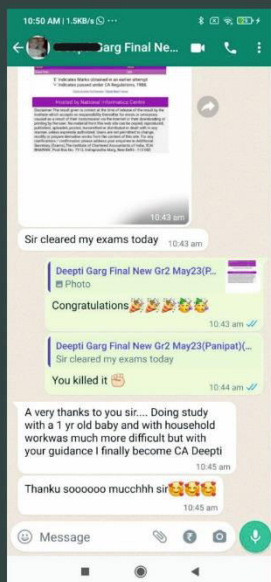 10:50 AM | 1.5KB/s
arg Final Ne...
'E' indicates Marks obtained in an earlier attempt
'I' indicates passed under CA Regulations, 1988.
Hosted by National Informatics Centre
10:43 am
Sir cleared my exams today 10:43 am
Deepti Garg Final New Gr2 May23(P...
Photo
Congratulations🎉🎉🎉🥰🥰
10:43 am
Deepti Garg Final New Gr2 May23(Panipat)(...
Sir cleared my exams today
You killed it ✊
10:44 am
A very thanks to you sir.... Doing study
with a 1 yr old baby and with household
workwas much more difficult but with
your guidance I finally become CA Deepti
10:45 am
Thanku soooooo mucchhh sir🥰🥰🥰
10:45 am
Message